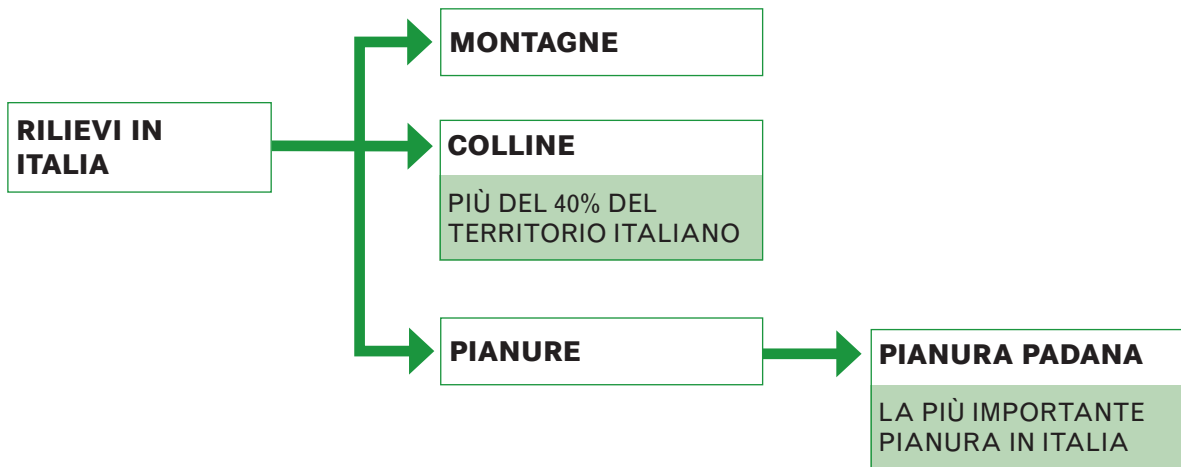 MONTAGNE
RILIEVI IN
ITALIA
COLLINE
PIÙ DEL 40% DEL
TERRITORIO ITALIANO
PIANURE
PIANURA PADANA
LA PIÙ IMPORTANTE
PIANURA IN ITALIA